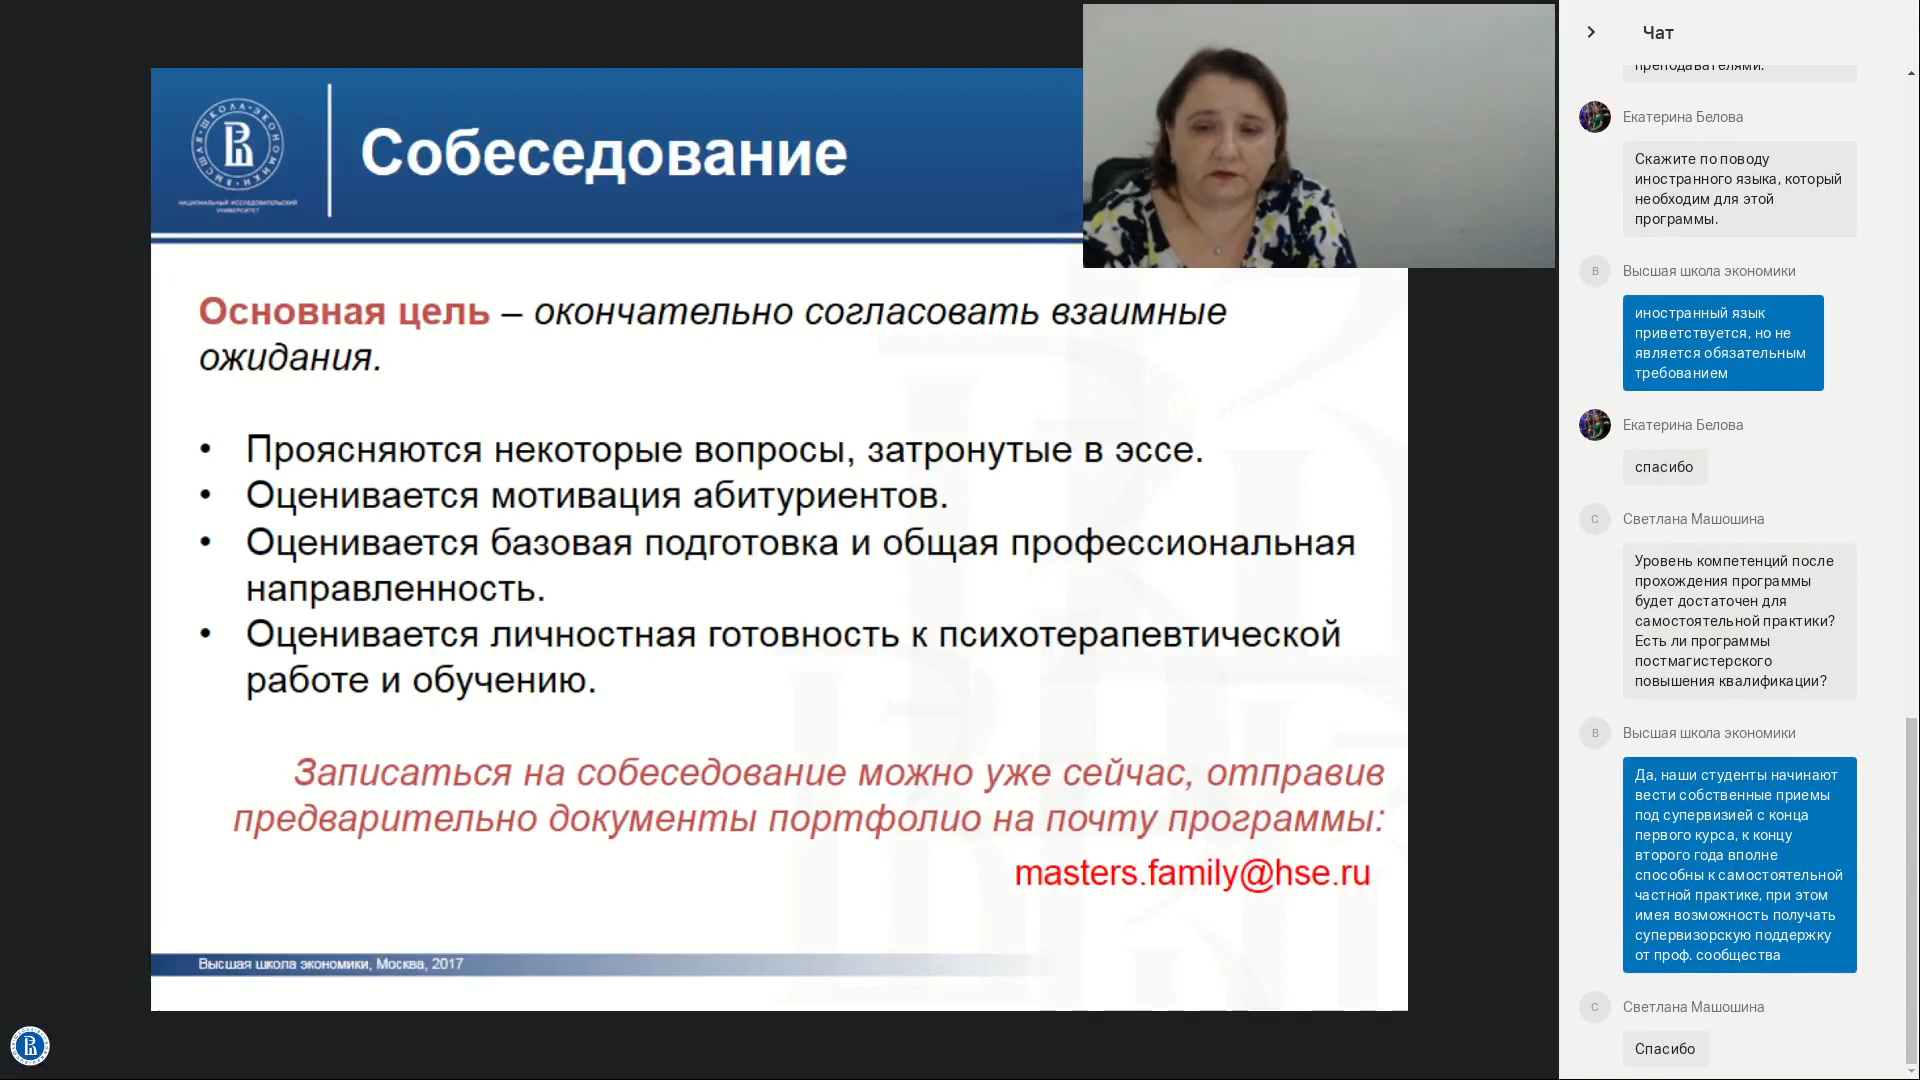 ВЫСШАЯ ШКОЛА ЭКОНОМИКИ
НАЦИОНАЛЬНЫЙ ИССЛЕДОВАТЕЛЬСКИЙ
УНИВЕРСИТЕТ
Собеседование
Основная цель – окончательно согласовать взаимные
ожидания.
• Проясняются некоторые вопросы, затронутые в эссе.
• Оценивается мотивация абитуриентов.
• Оценивается базовая подготовка и общая профессиональная
направленность.
• Оценивается личностная готовность к психотерапевтической
работе и обучению.
Записаться на собеседование можно уже сейчас, отправив
предварительно документы портфолио на почту программы:
masters.family@hse.ru
Высшая школа экономики, Москва, 2017
Чат
преподавателями.
Екатерина Белова
Скажите по поводу
иностранного языка, который
необходим для этой
программы.
В
Высшая школа экономики
иностранный язык
приветствуется, но не
является обязательным
требованием
Екатерина Белова
спасибо
С
Светлана Машошина
Уровень компетенций после
прохождения программы
будет достаточен для
самостоятельной практики?
Есть ли программы
постмагистерского
повышения квалификации?
В
Высшая школа экономики
Да, наши студенты начинают
вести собственные приемы
под супервизией с конца
первого курса, к концу
второго года вполне
способны к самостоятельной
частной практике, при этом
имея возможность получать
супервизорскую поддержку
от проф. сообщества
С
Светлана Машошина
Спасибо